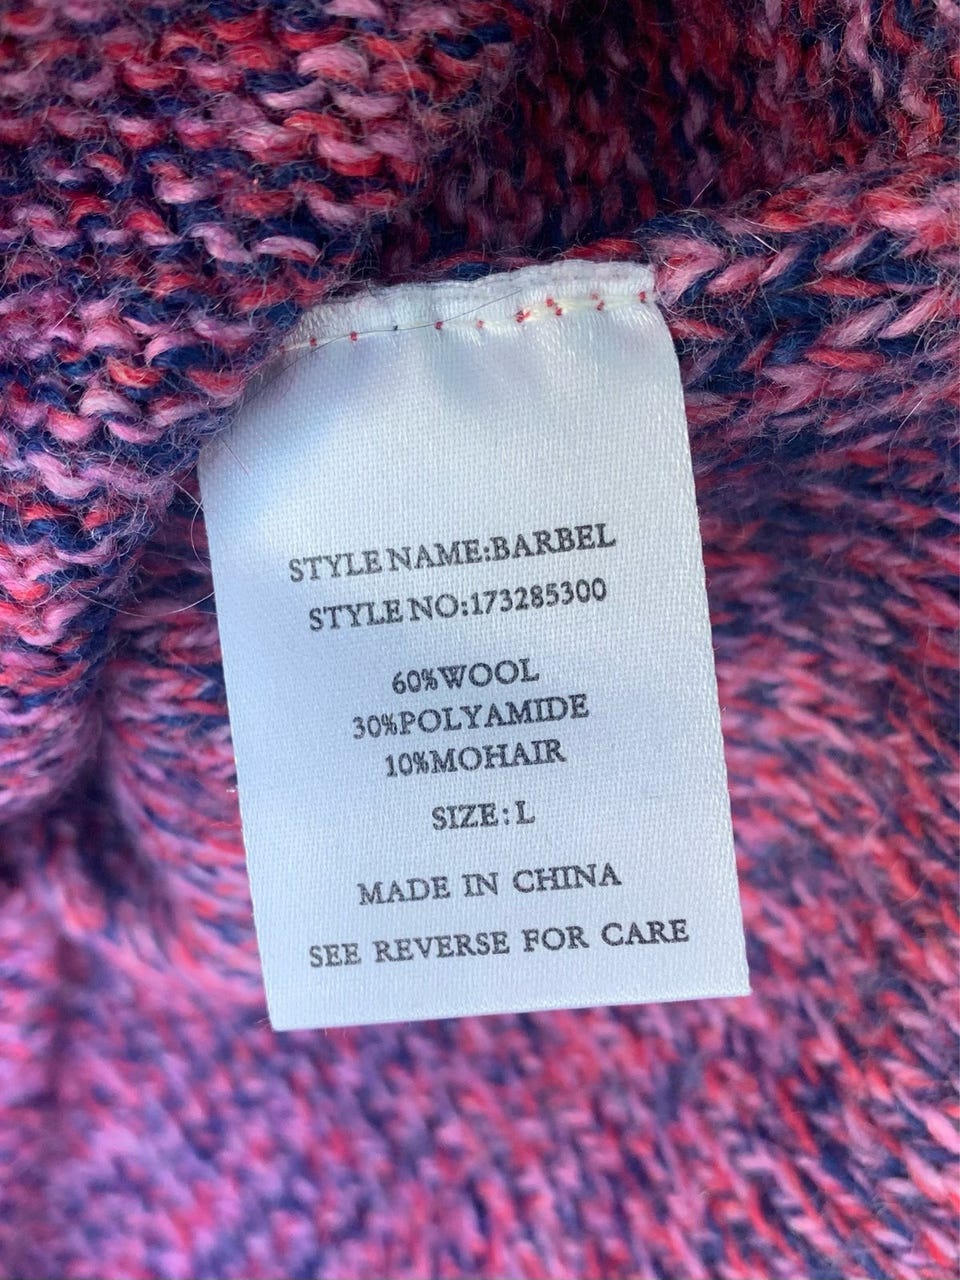 STYLE NAME:BARBEL
STYLE NO:173285300
60%WOOL
30%POLYAMIDE
10%MOHAIR
SIZE:L
MADE IN CHINA
SEE REVERSE FOR CARE